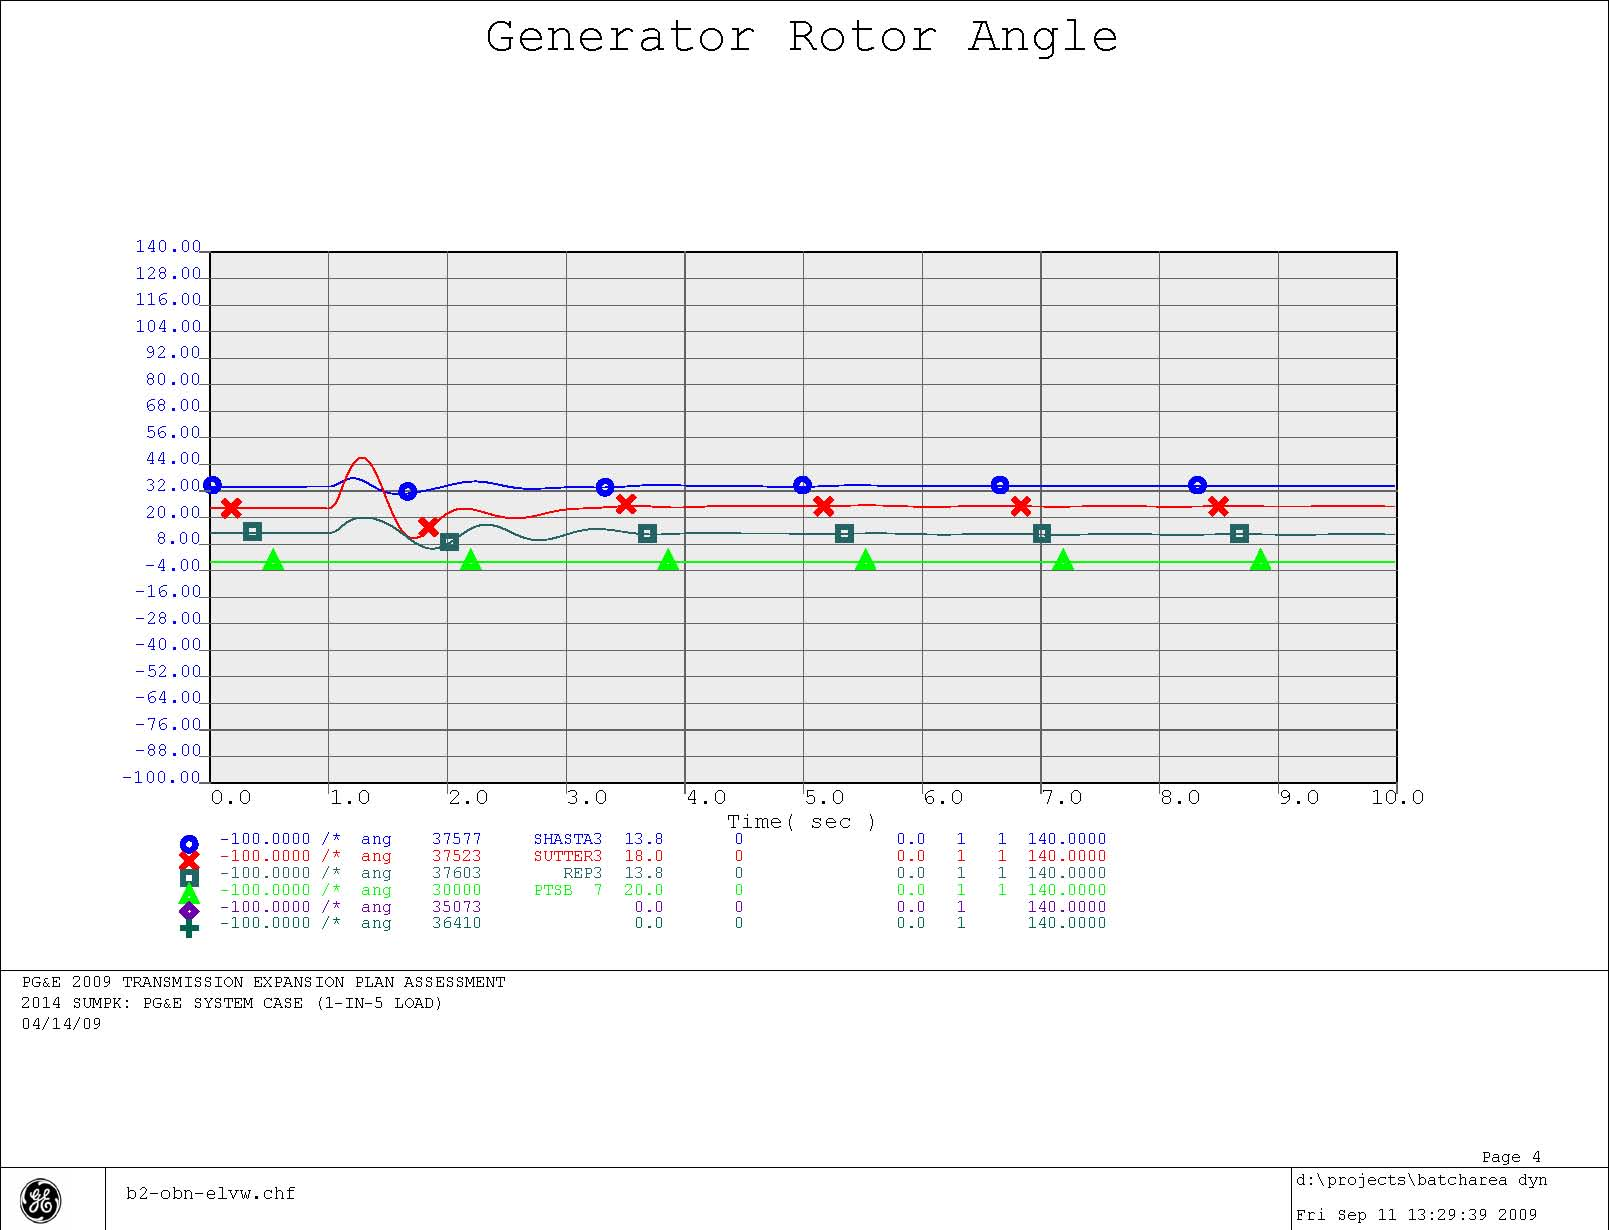 Generator Rotor Angle
140.00
128.00
116.00
104.00
92.00
80.00
68.00
56.00
44.00
32.00
20.00
8.00
-4.00
-16.00
-28.00
-40.00
-52.00
-64.00
-76.00
-88.00
-100.00
0.0 1.0 2.0 3.0 4.0 5.0 6.0 7.0 8.0 9.0 10.0
Time( sec )
-100.0000 /* ang 37577 SHASTA3 13.8 0 0.0 1 1 140.0000
-100.0000 /* ang 37523 SUTTER3 18.0 0 0.0 1 1 140.0000
-100.0000 /* ang 37603 REP3 13.8 0 0.0 1 1 140.0000
-100.0000 /* ang 30000 PTSB 7 20.0 0 0.0 1 1 140.0000
-100.0000 /* ang 35073 0.0 0 0.0 1 140.0000
-100.0000 /* ang 36410 0.0 0 0.0 1 140.0000
PG&E 2009 TRANSMISSION EXPANSION PLAN ASSESSMENT
2014 SUMPK: PG&E SYSTEM CASE (1-IN-5 LOAD)
04/14/09
Page 4
GE
b2-obn-elvw.chf
d:\projects\batcharea dyn
Fri Sep 11 13:29:39 2009